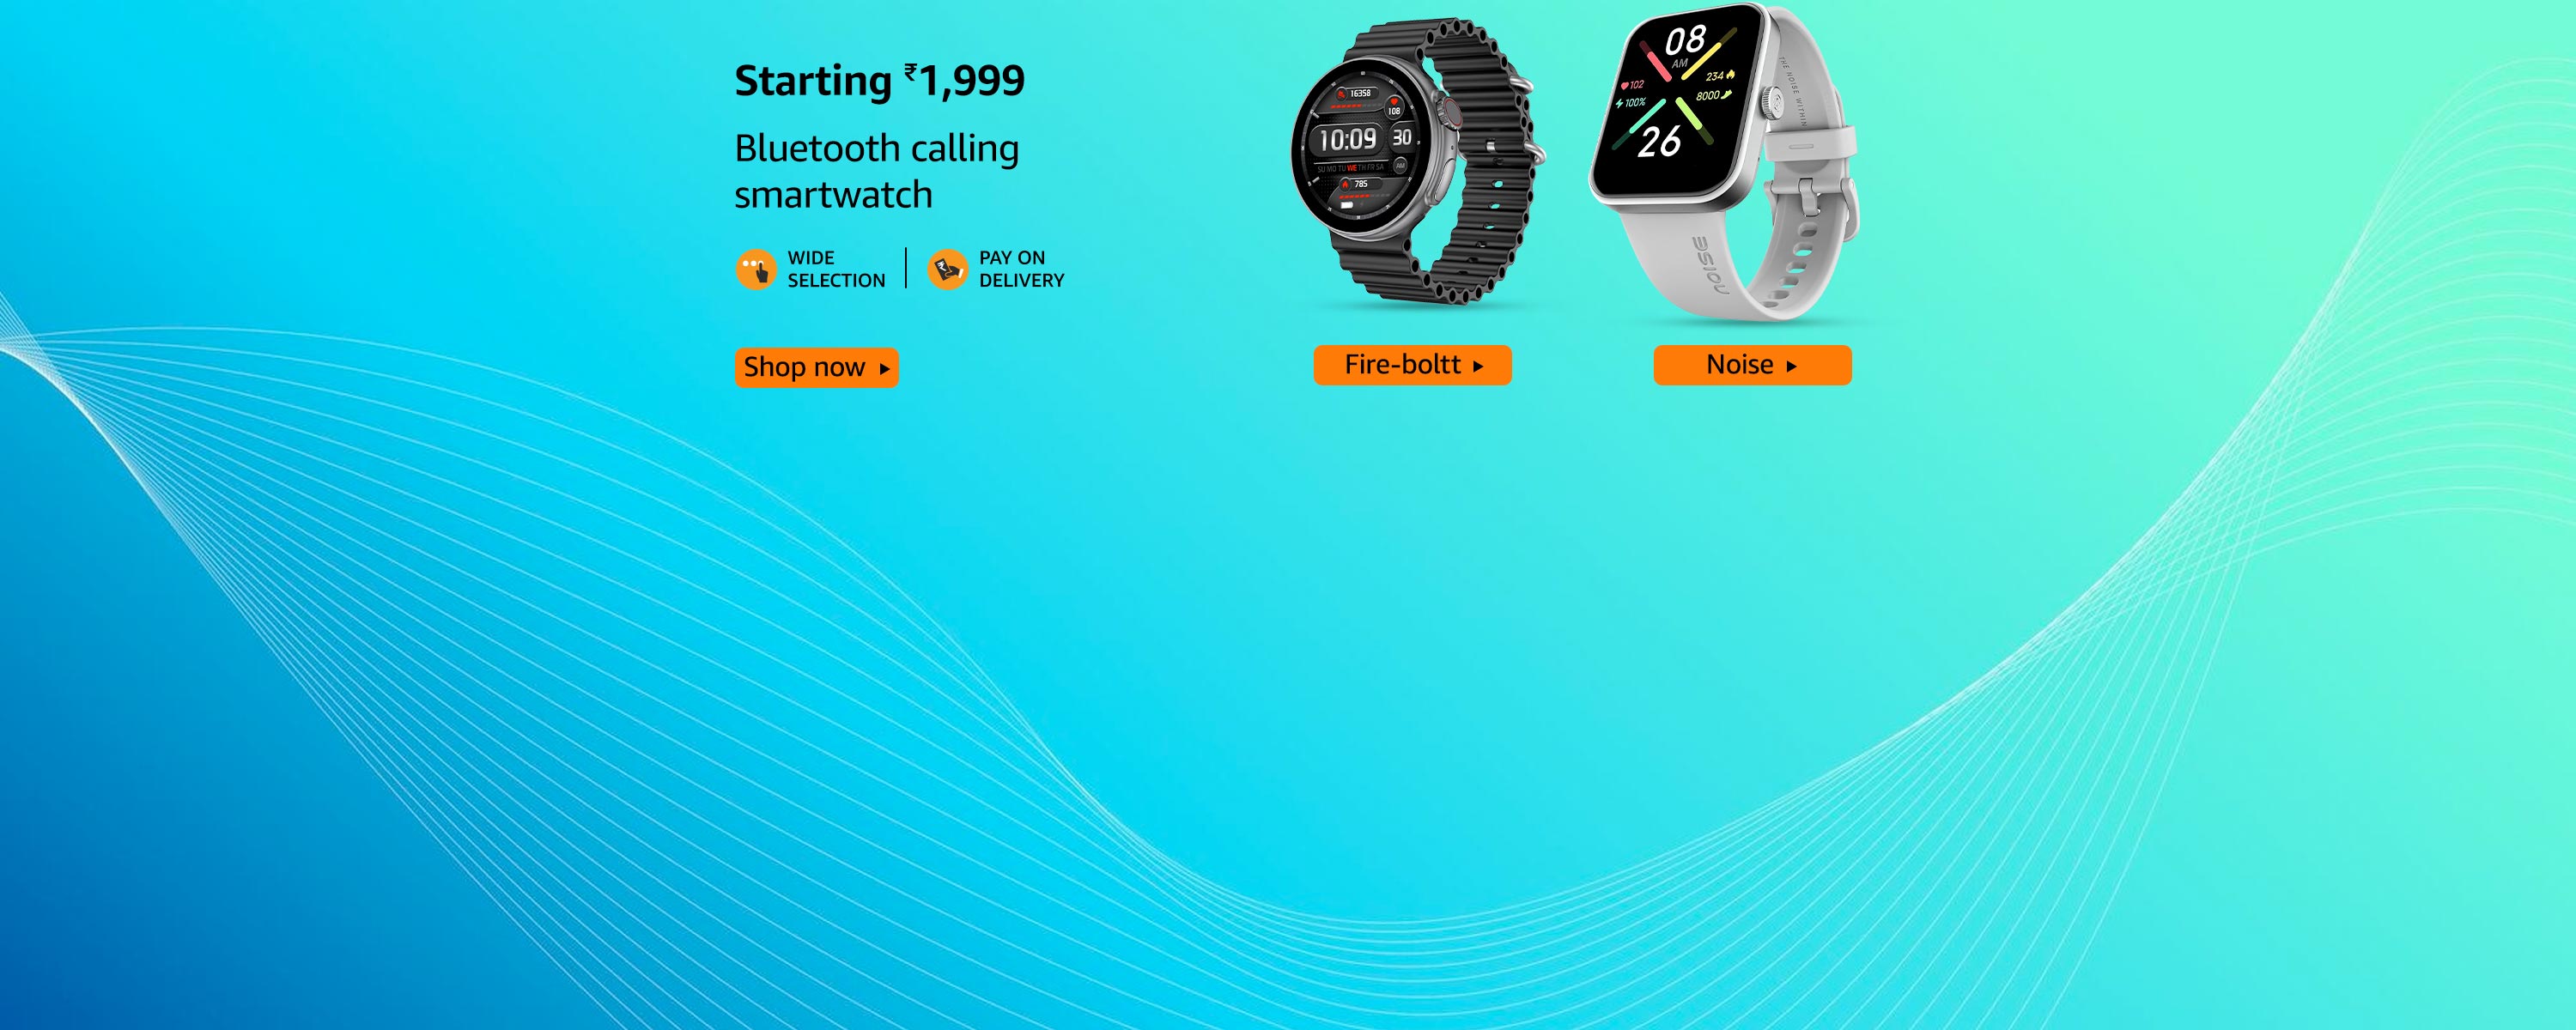 Starting ₹1,999
Bluetooth calling
smartwatch
WIDE
SELECTION
PAY ON
DELIVERY
Shop now
16358
108
10:09 30
SU MO TU WE TH FR SA
AM
785
Fire-boltt
08
AM
102
234
100%
8000
26
THE NOISE WITHIN
NOISE
Noise